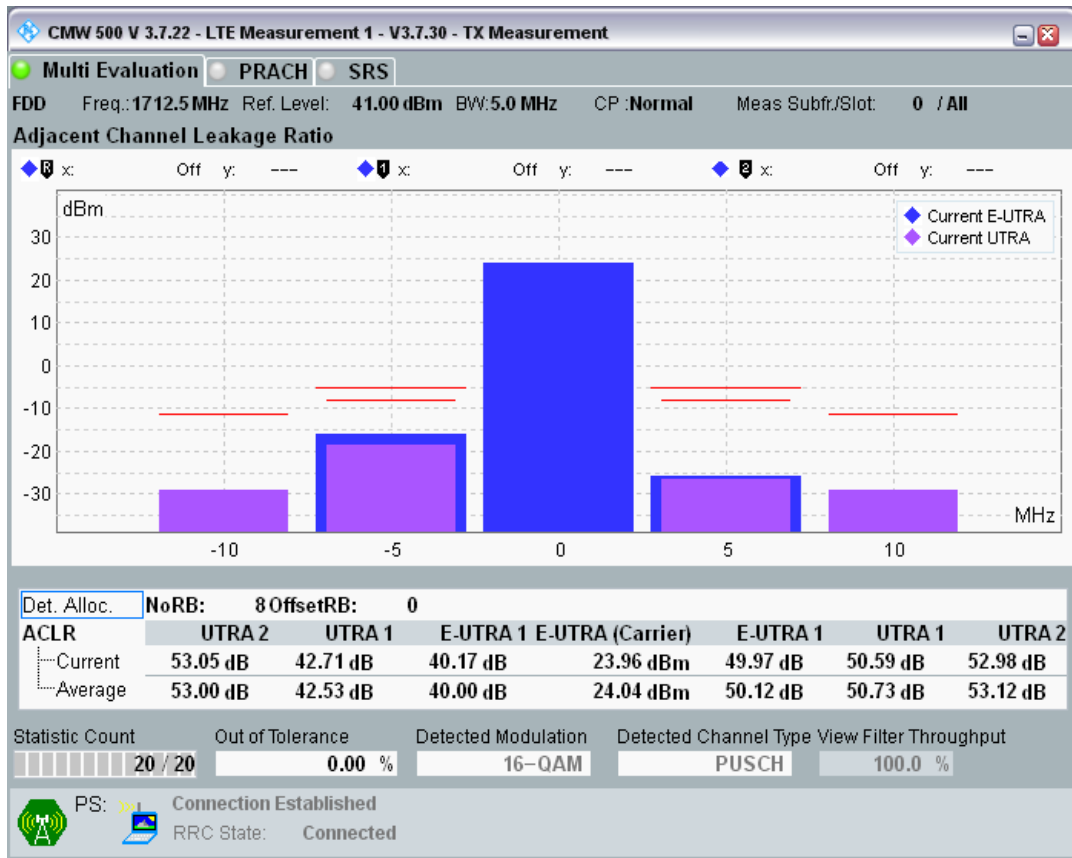 CMW 500 V 3.7.22 - LTE Measurement 1 - V3.7.30 - TX Measurement
Multi Evaluation PRACH SRS
FDD Freq.:1712.5 MHz Ref. Level: 41.00 dBm BW:5.0 MHz CP :Normal Meas Subfr./Slot: 0 / All
Adjacent Channel Leakage Ratio
R x: Off y: --- 1 x: Off y: --- 2 x: Off y: ---
dBm
Current E-UTRA
Current UTRA
30
20
10
0
-10
-20
-30
MHz
-10 -5 0 5 10
Det. Alloc. NoRB: 8 OffsetRB: 0
ACLR UTRA 2 UTRA 1 E-UTRA 1 E-UTRA (Carrier) E-UTRA 1 UTRA 1 UTRA 2
Current 53.05 dB 42.71 dB 40.17 dB 23.96 dBm 49.97 dB 50.59 dB 52.98 dB
Average 53.00 dB 42.53 dB 40.00 dB 24.04 dBm 50.12 dB 50.73 dB 53.12 dB
Statistic Count Out of Tolerance Detected Modulation Detected Channel Type View Filter Throughput
20 / 20 0.00 % 16-QAM PUSCH 100.0 %
PS: Connection Established
RRC State: Connected